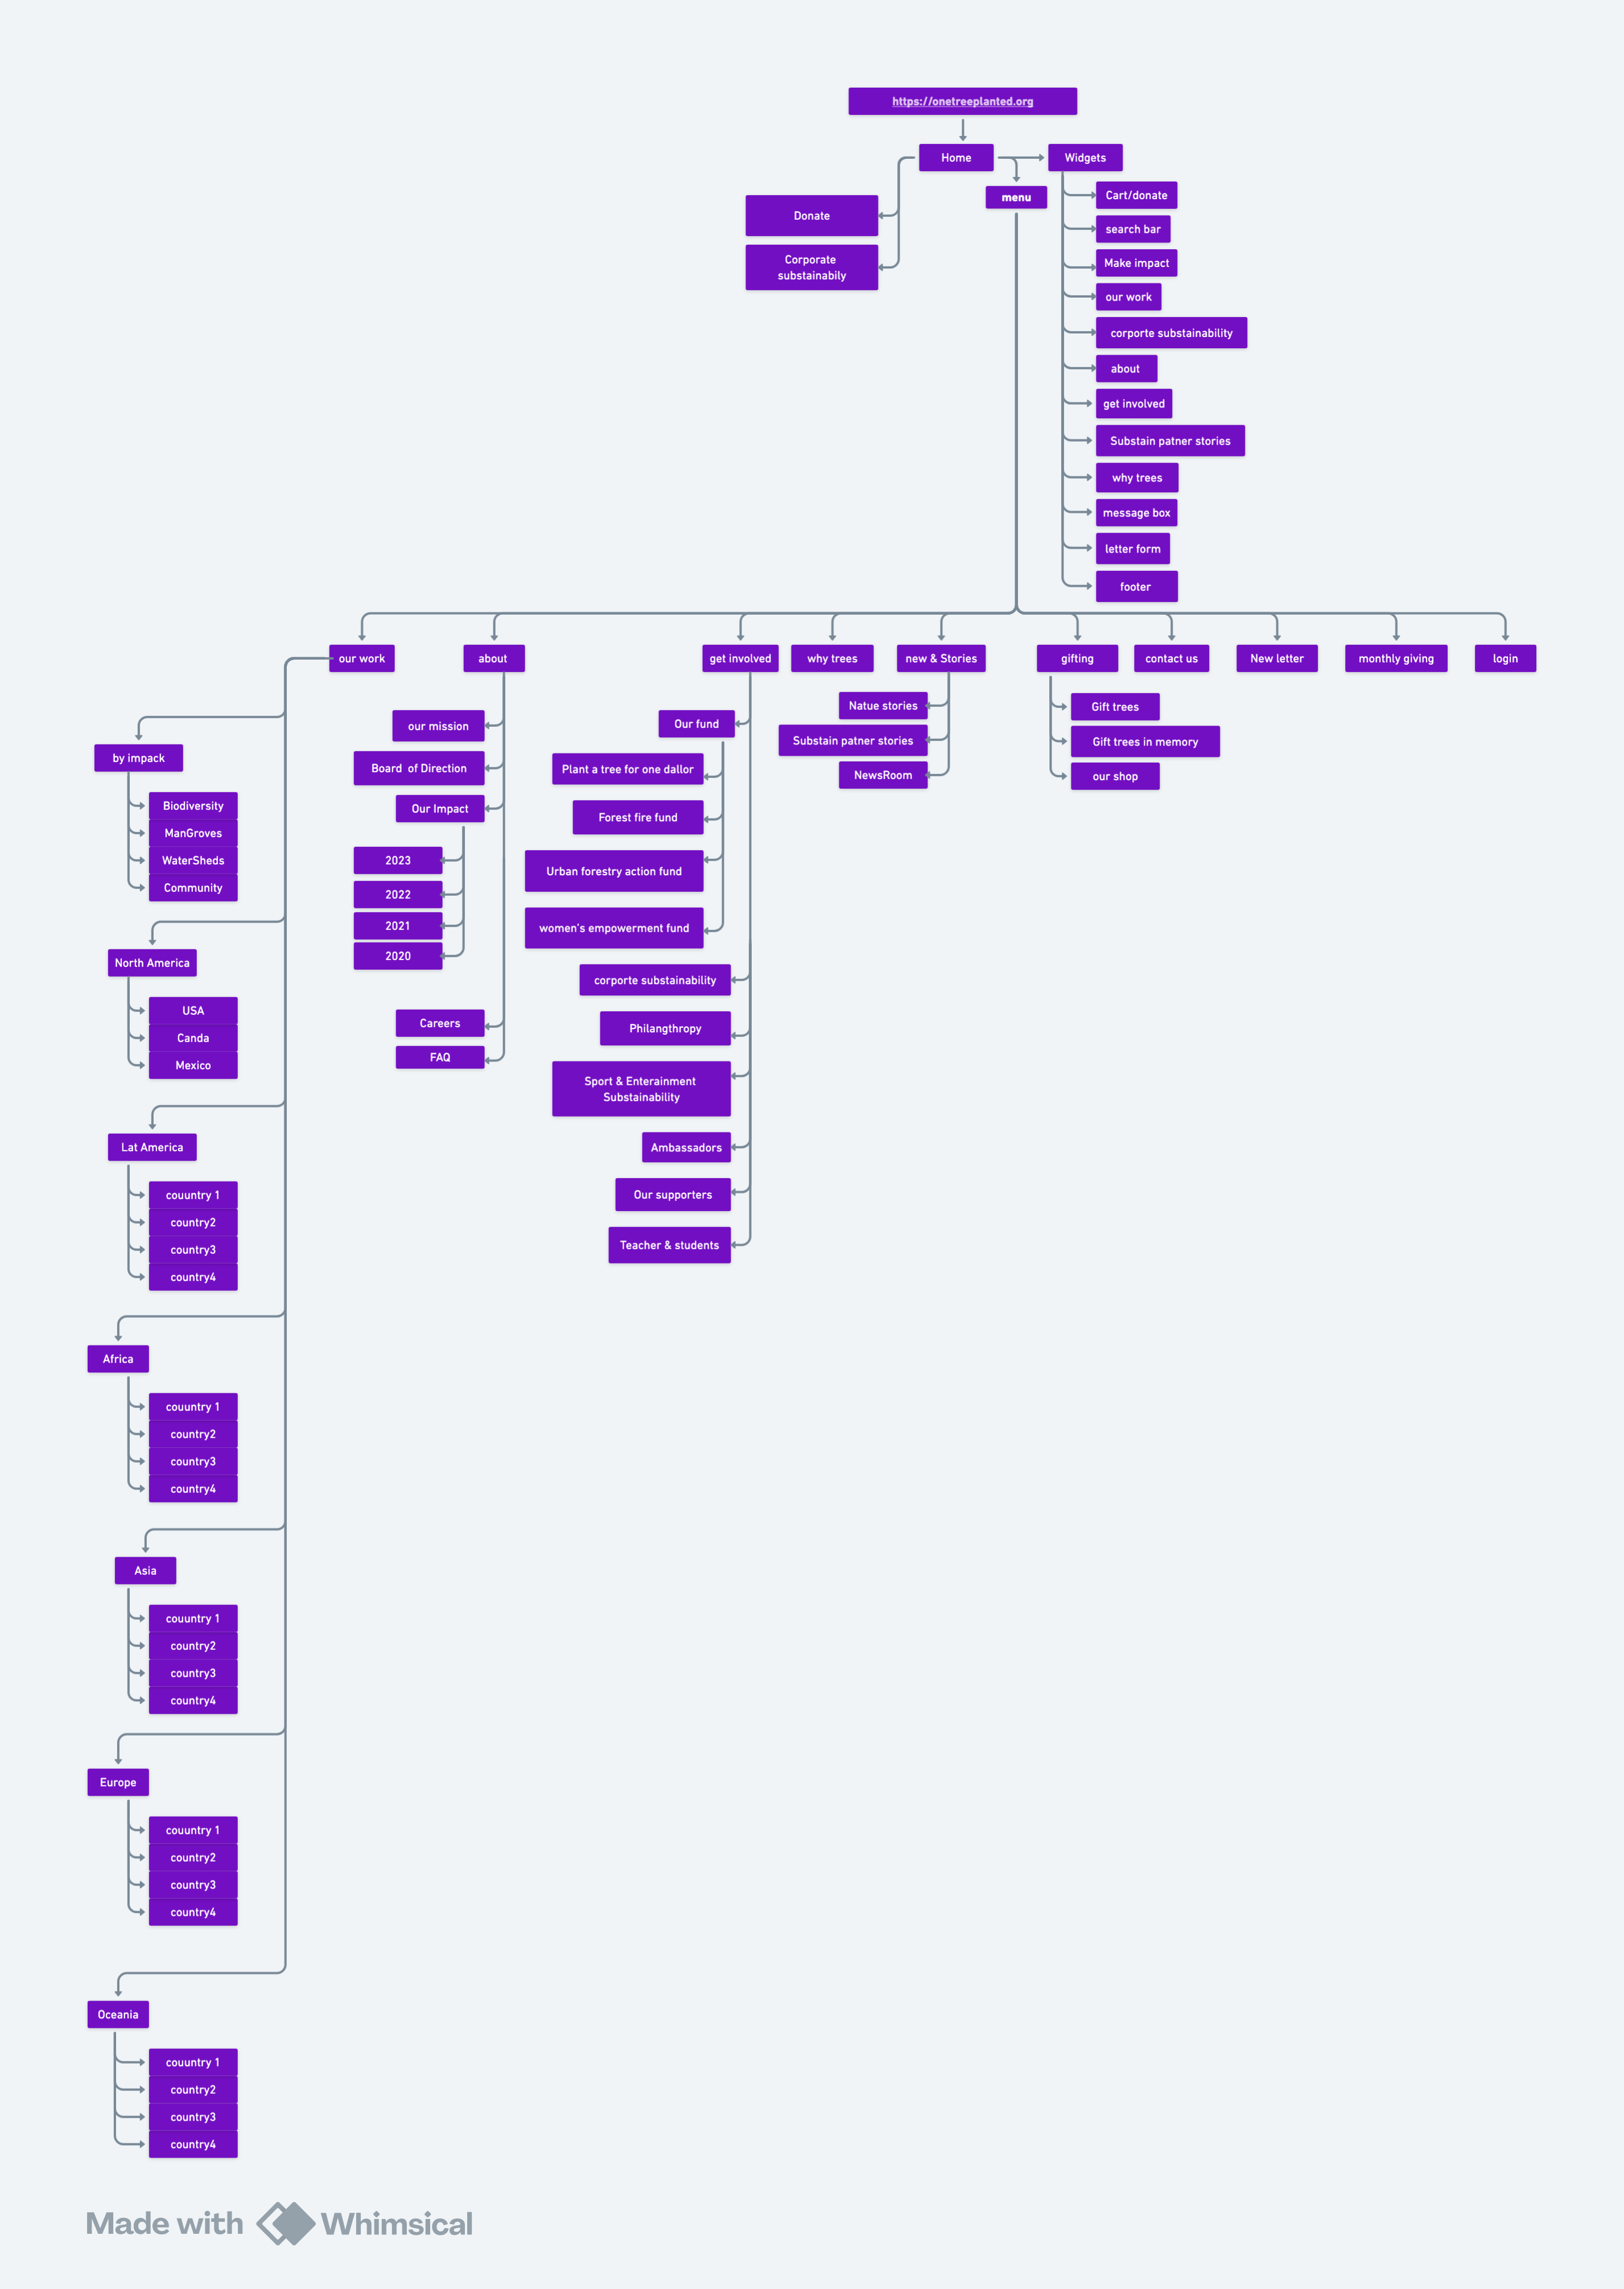 https://onetreeplanted.org
Home
Widgets
menu
Donate
Corporate
substainabily
Cart/donate
search bar
Make impact
our work
corporte substainability
about
get involved
Substain patner stories
why trees
message box
letter form
footer
our work
about
get involved
why trees
new & Stories
gifting
contact us
New letter
monthly giving
login
by impack
Biodiversity
ManGroves
WaterSheds
Community
North America
USA
Canda
Mexico
Lat America
couuntry 1
country2
country3
country4
Africa
couuntry 1
country2
country3
country4
Asia
couuntry 1
country2
country3
country4
Europe
couuntry 1
country2
country3
country4
Oceania
couuntry 1
country2
country3
country4
our mission
Board of Direction
Our Impact
2023
2022
2021
2020
Careers
FAQ
Our fund
Plant a tree for one dallor
Forest fire fund
Urban forestry action fund
women's empowerment fund
corporte substainability
Philangthropy
Sport & Enterainment
Substainability
Ambassadors
Our supporters
Teacher & students
Natue stories
Substain patner stories
NewsRoom
Gift trees
Gift trees in memory
our shop
Made with Whimsical